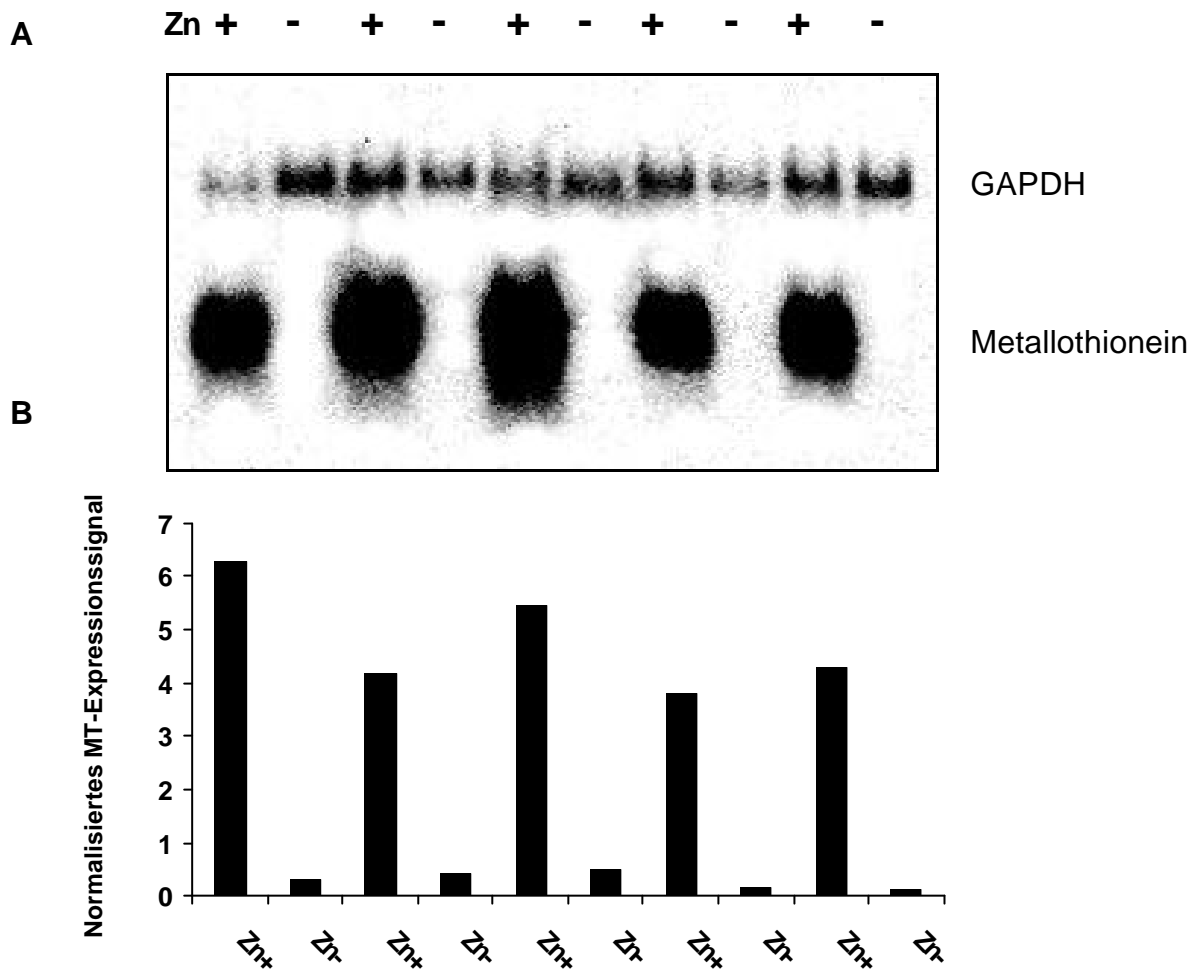 A
Zn + - + - + - + - + -
GAPDH
Metallothionein
B
Normalisiertes MT-Expressionssignal
7
6
5
4
3
2
1
0
Zn+ Zn- Zn+ Zn- Zn+ Zn- Zn+ Zn- Zn+ Zn-